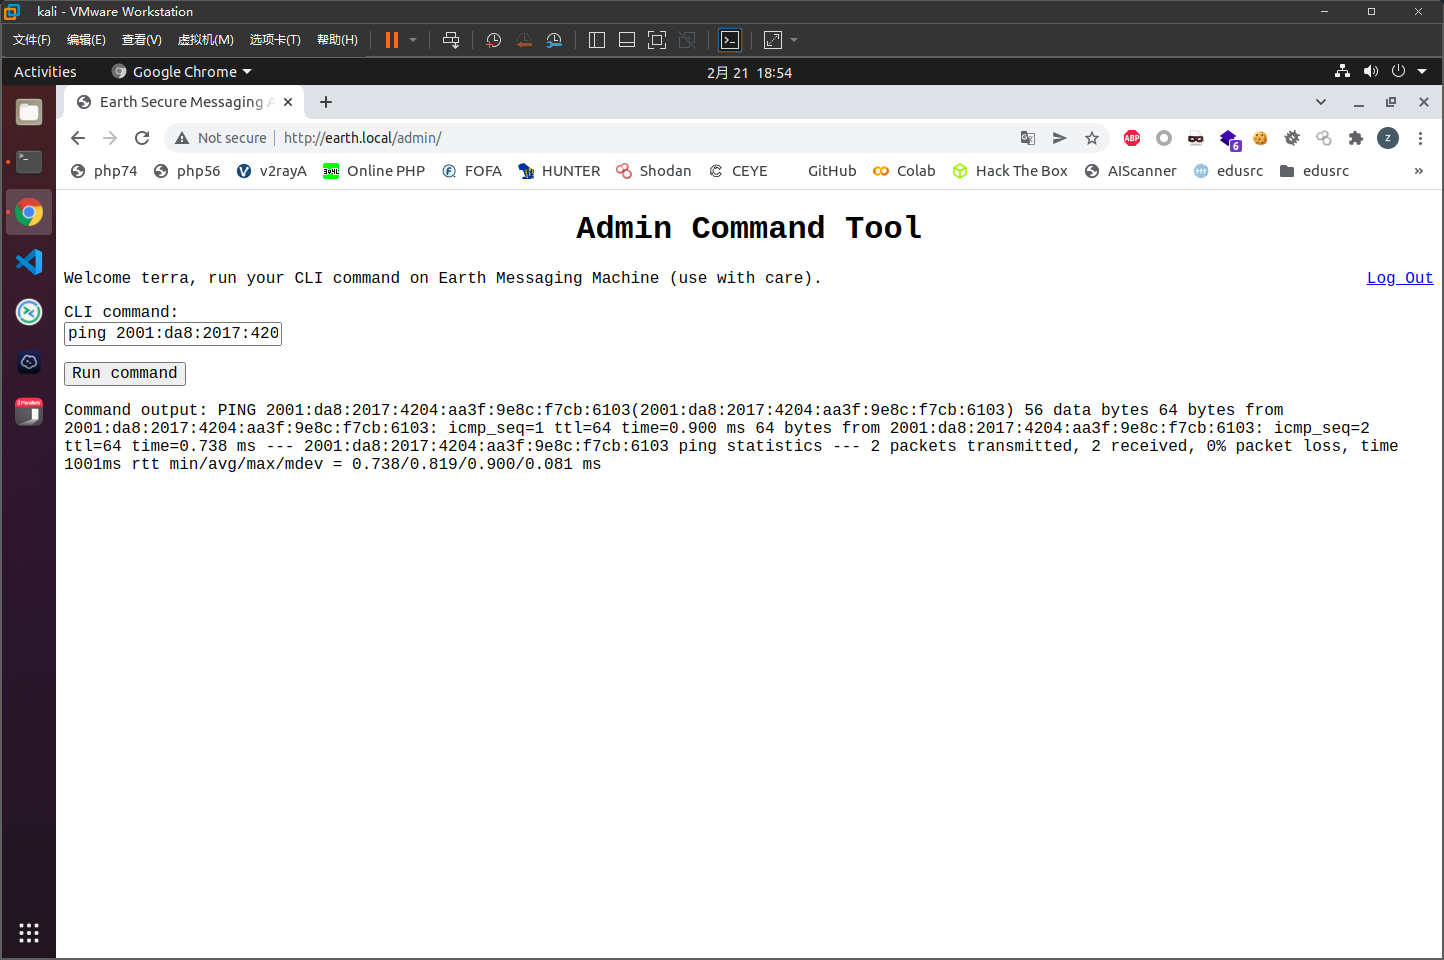 kali - VMware Workstation
文件(F) 编辑(E) 查看(V) 虚拟机(M) 选项卡(T) 帮助(H)
Activities Google Chrome 2月 21 18:54
Earth Secure Messaging A
Not secure http://earth.local/admin/ ABP 6 z
php74 php56 v2rayA Online PHP FOFA HUNTER Shodan CEYE GitHub Colab Hack The Box AIScanner edusrc edusrc »
Admin Command Tool
Welcome terra, run your CLI command on Earth Messaging Machine (use with care). Log Out
CLI command:
ping 2001:da8:2017:420
Run command
Command output: PING 2001:da8:2017:4204:aa3f:9e8c:f7cb:6103(2001:da8:2017:4204:aa3f:9e8c:f7cb:6103) 56 data bytes 64 bytes from
2001:da8:2017:4204:aa3f:9e8c:f7cb:6103: icmp_seq=1 ttl=64 time=0.900 ms 64 bytes from 2001:da8:2017:4204:aa3f:9e8c:f7cb:6103: icmp_seq=2
ttl=64 time=0.738 ms --- 2001:da8:2017:4204:aa3f:9e8c:f7cb:6103 ping statistics --- 2 packets transmitted, 2 received, 0% packet loss, time
1001ms rtt min/avg/max/mdev = 0.738/0.819/0.900/0.081 ms